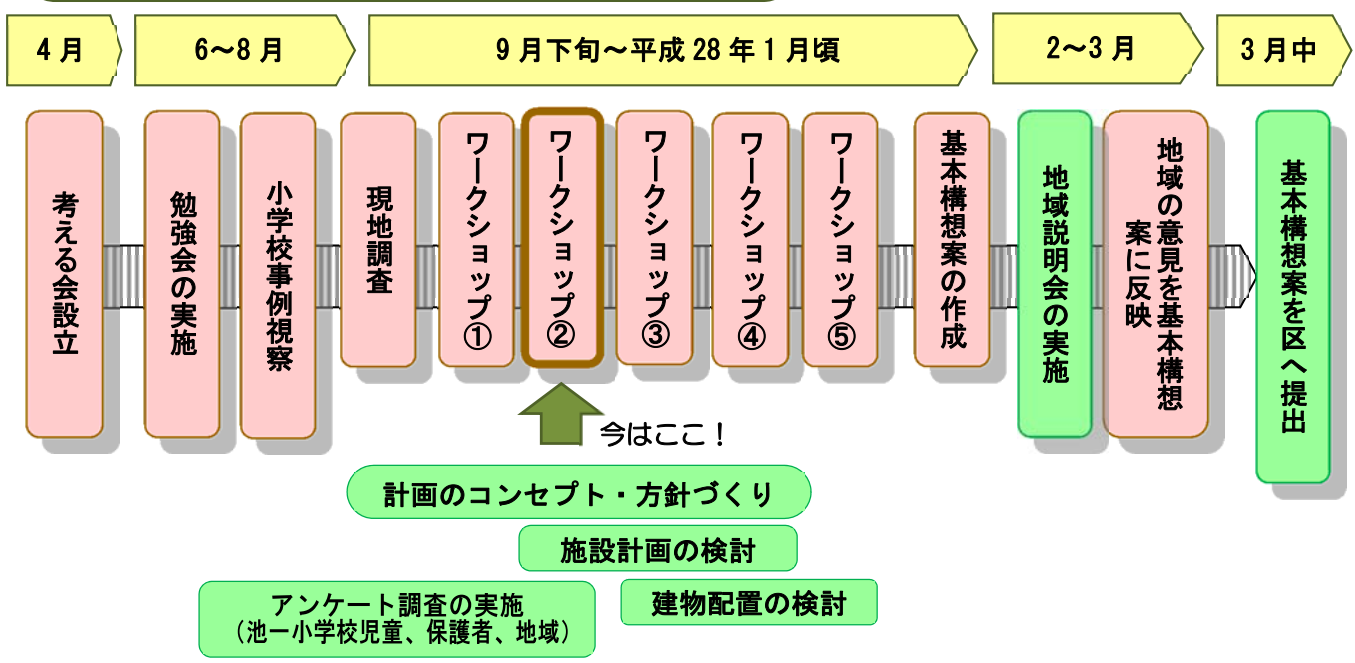 4月
6～8月
9月下旬～平成28年1月頃
2～3月
3月中
考える会設立
勉強会の実施
小学校事例視察
現地調査
ワークショップ①
ワークショップ②
ワークショップ③
ワークショップ④
ワークショップ⑤
基本構想案の作成
地域説明会の実施
地域の意見を基本構想
案に反映
基本構想案を区へ提出
今はここ！
計画のコンセプト・方針づくり
施設計画の検討
建物配置の検討
アンケート調査の実施
（池一小学校児童、保護者、地域）